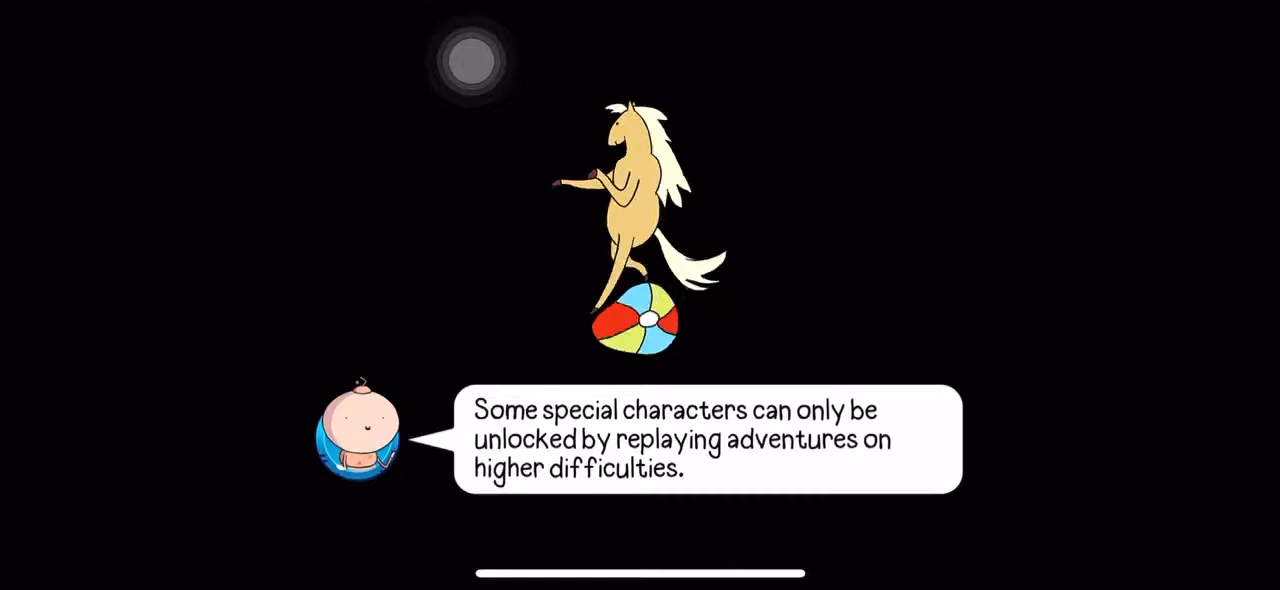 Some special characters can only be
unlocked by replaying adventures on
higher difficulties.